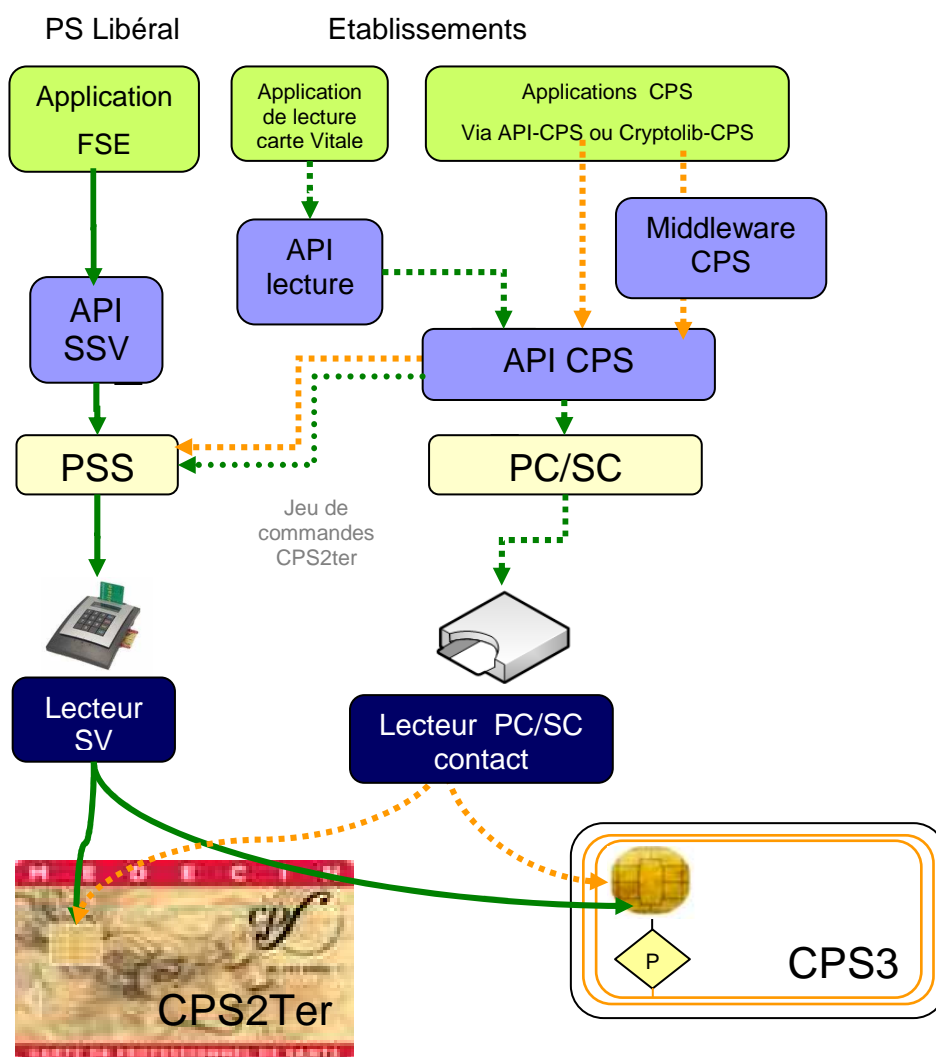 PS Libéral
Etablissements
Application
FSE
Application
de lecture
carte Vitale
Applications CPS
Via API-CPS ou Cryptolib-CPS
Middleware
CPS
API
lecture
API
SSV
API CPS
PSS
PC/SC
Jeu de
commandes
CPS2ter
Lecteur
SV
Lecteur PC/SC
contact
MEDECIN
CPS2Ter
P
CPS3